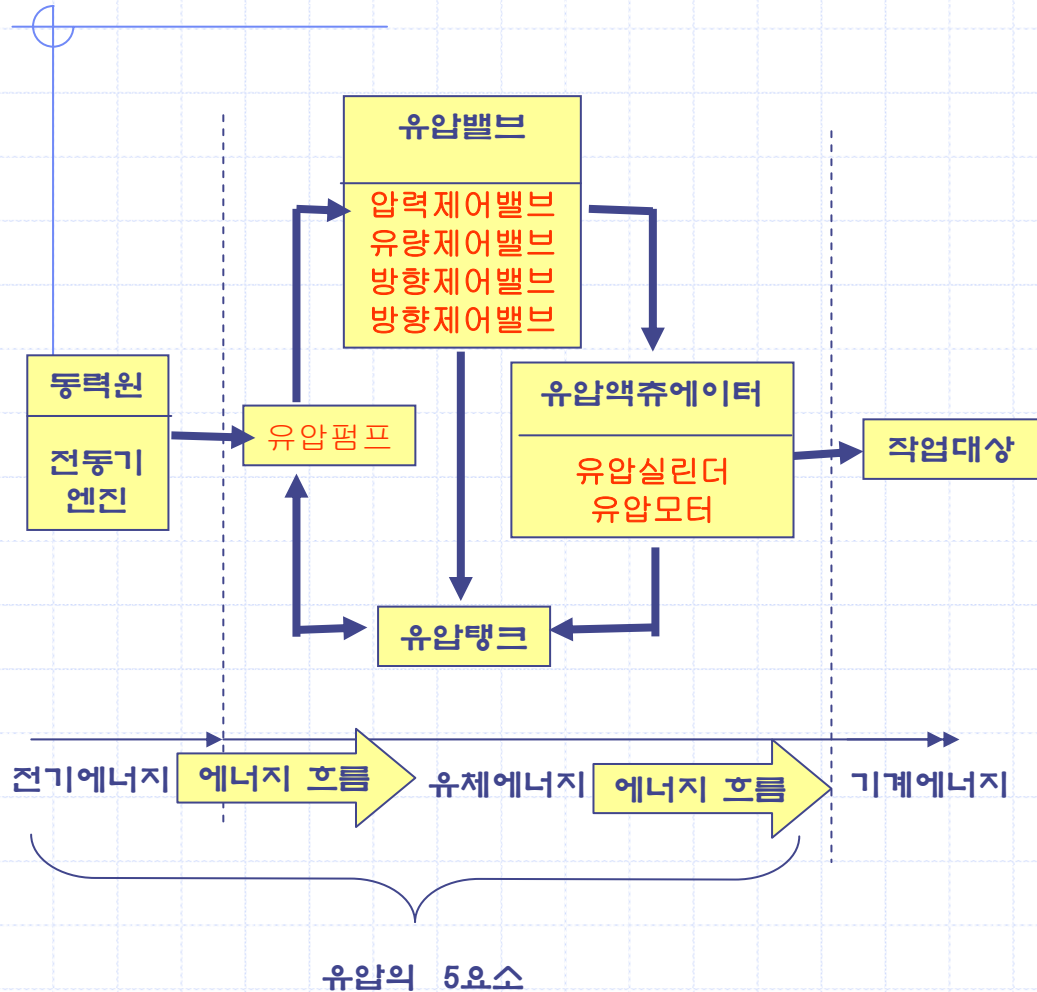 유압밸브
압력제어밸브
유량제어밸브
방향제어밸브
방향제어밸브
동력원
전동기
엔진
유압펌프
유압액츄에이터
유압실린더
유압모터
작업대상
유압탱크
전기에너지 에너지 흐름 유체에너지 에너지 흐름 기계에너지
유압의 5요소